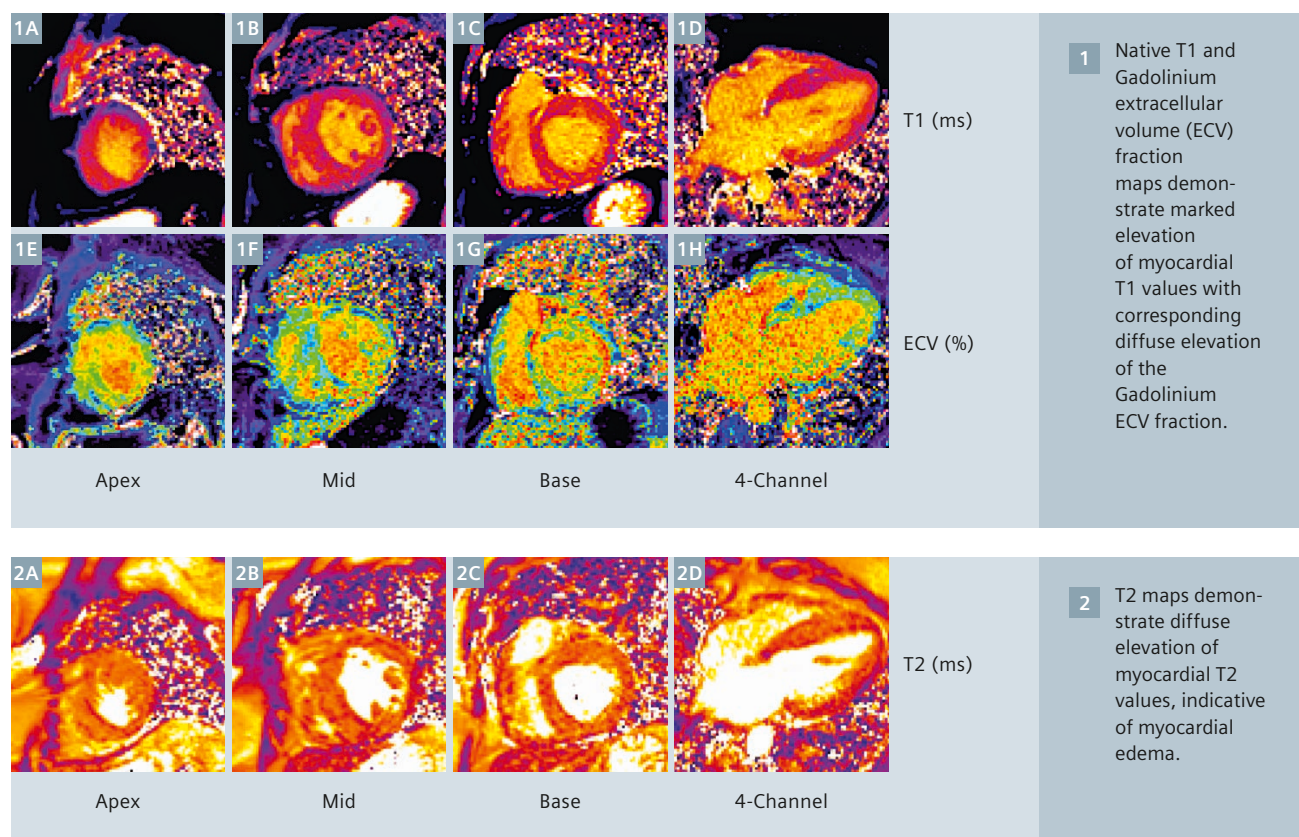 1A 1B 1C 1D
T1 (ms)
1E 1F 1G 1H
ECV (%)
Apex Mid Base 4-Channel
1 Native T1 and
Gadolinium
extracellular
volume (ECV)
fraction
maps demon-
strate marked
elevation
of myocardial
T1 values with
corresponding
diffuse elevation
of the
Gadolinium
ECV fraction.
2A 2B 2C 2D
T2 (ms)
Apex Mid Base 4-Channel
2 T2 maps demon-
strate diffuse
elevation of
myocardial T2
values, indicative
of myocardial
edema.